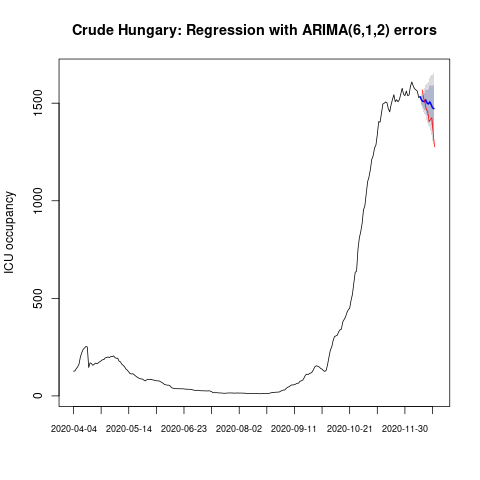 Crude Hungary: Regression with ARIMA(6,1,2) errors
ICU occupancy
1500
1000
500
0
2020-04-04 2020-05-14 2020-06-23 2020-08-02 2020-09-11 2020-10-21 2020-11-30